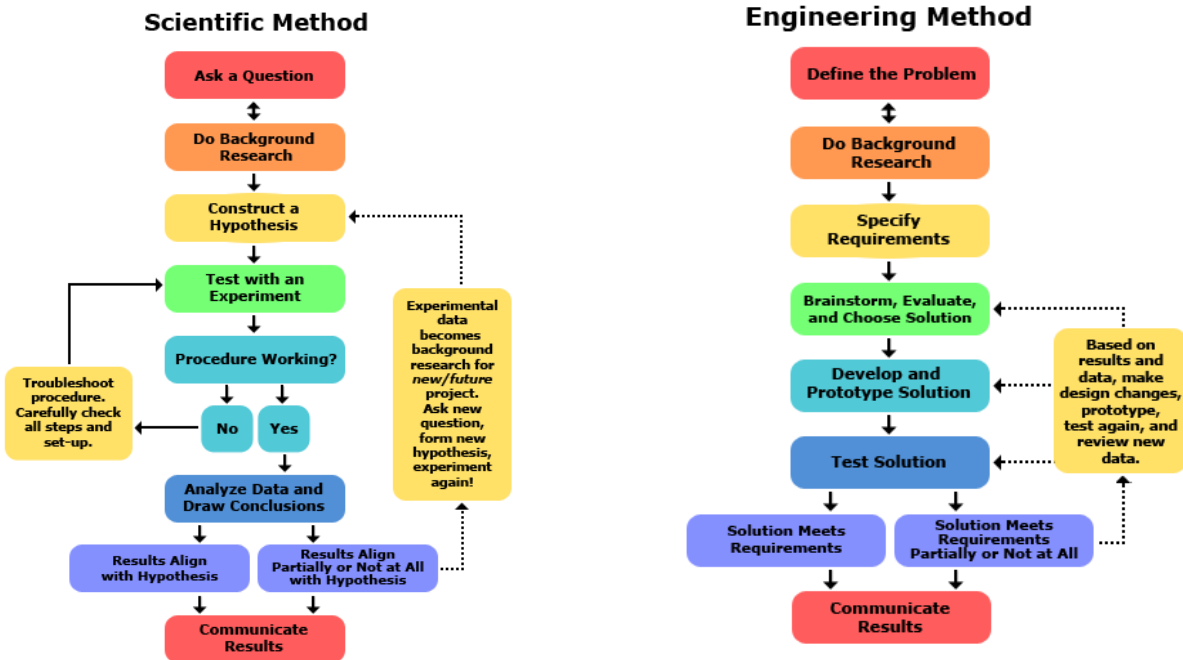 Scientific Method
Ask a Question
Do Background
Research
Construct a
Hypothesis
Test with an
Experiment
Procedure Working?
No
Yes
Troubleshoot
procedure.
Carefully check
all steps and
set-up.
Analyze Data and
Draw Conclusions
Results Align
with Hypothesis
Results Align
Partially or Not at All
with Hypothesis
Experimental
data
becomes
background
research for
new/future
project.
Ask new
question,
form new
hypothesis,
experiment
again!
Communicate
Results
Engineering Method
Define the Problem
Do Background
Research
Specify
Requirements
Brainstorm, Evaluate,
and Choose Solution
Develop and
Prototype Solution
Test Solution
Based on
results and
data, make
design changes,
prototype,
test again, and
review new
data.
Solution Meets
Requirements
Solution Meets
Requirements
Partially or Not at All
Communicate
Results